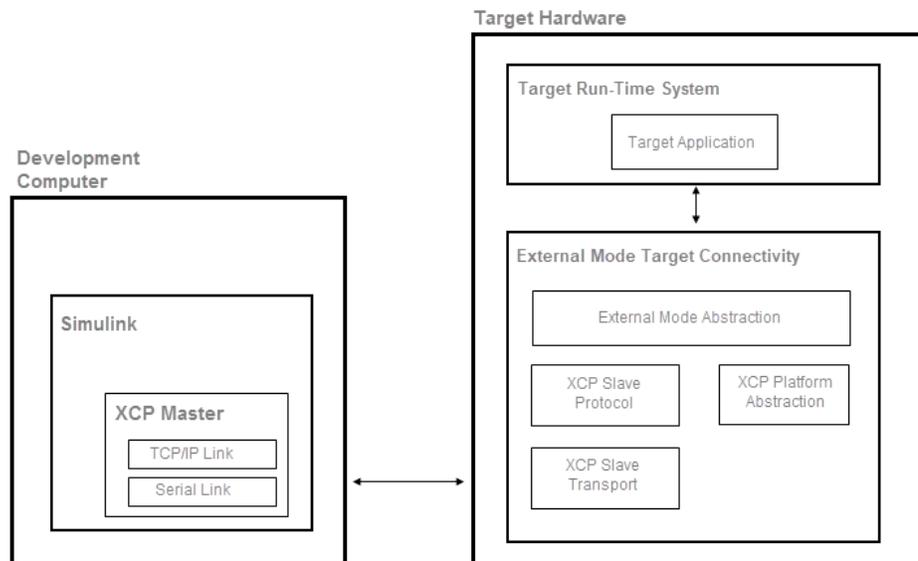 Target Hardware
Target Run-Time System
Target Application
Development
Computer
External Mode Target Connectivity
External Mode Abstraction
Simulink
XCP Slave
Protocol
XCP Platform
Abstraction
XCP Master
TCP/IP Link
Serial Link
XCP Slave
Transport